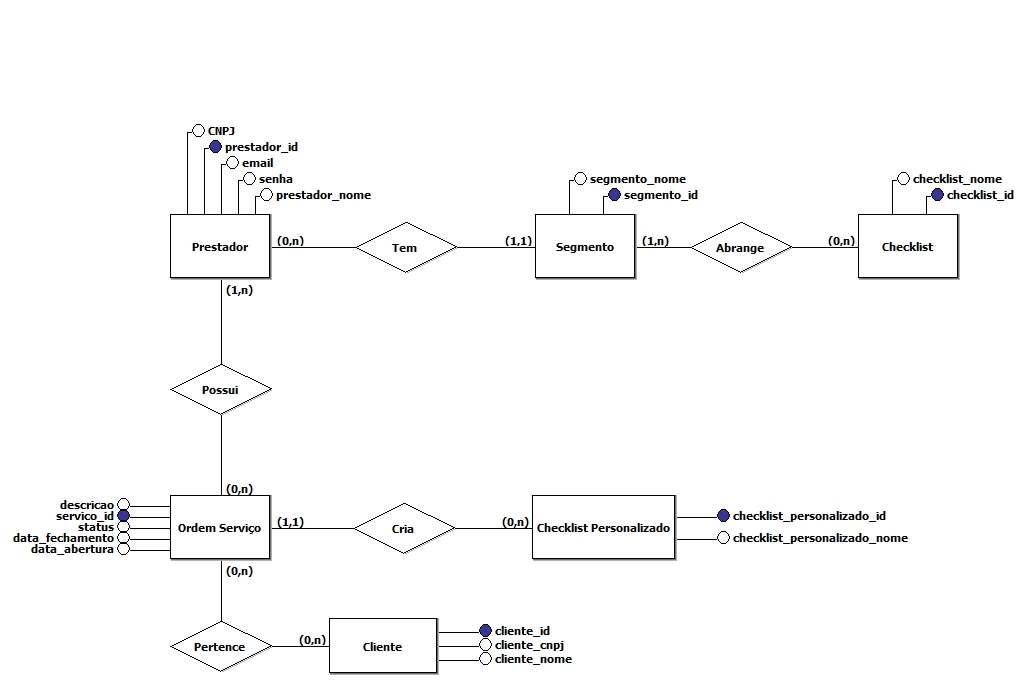 CNPJ
prestador_id
email
senha
prestador_nome
segmento_nome
segmento_id
checklist_nome
checklist_id
Prestador
(0,n)
Tem
(1,1)
Segmento
(1,n)
Abrange
(0,n)
Checklist
(1,n)
Possui
(0,n)
descricao
servico_id
status
data_fechamento
data_abertura
Ordem Serviço
(1,1)
Cria
(0,n)
Checklist Personalizado
checklist_personalizado_id
checklist_personalizado_nome
(0,n)
Pertence
(0,n)
Cliente
cliente_id
cliente_cnpj
cliente_nome